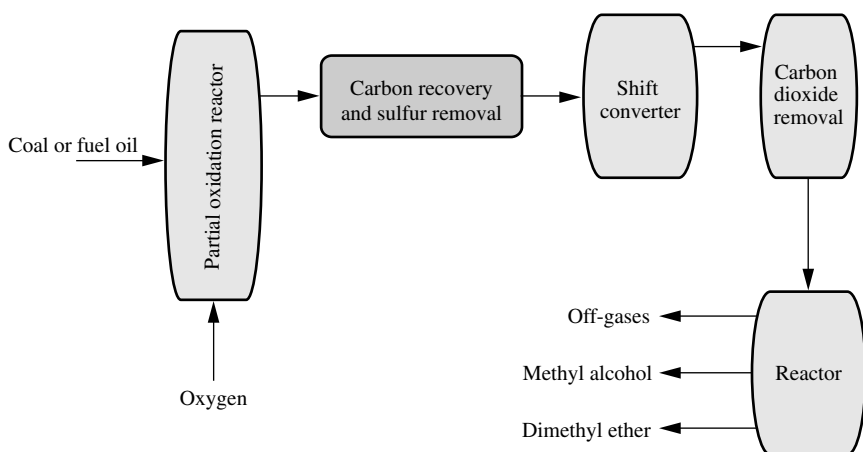 Coal or fuel oil
Partial oxidation reactor
Oxygen
Carbon recovery
and sulfur removal
Shift
converter
Carbon
dioxide
removal
Off-gases
Methyl alcohol
Dimethyl ether
Reactor